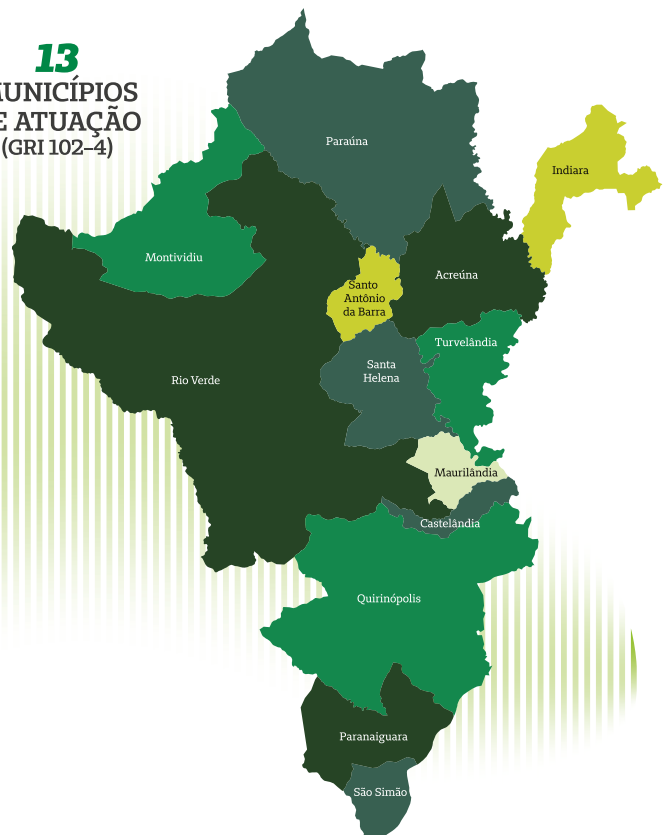 13
MUNICÍPIOS
E ATUAÇÃO
(GRI 102-4)
Paraúna
Indiara
Montividiu
Acreúna
Santo
Antônio
da Barra
Turvelândia
Santa
Helena
Rio Verde
Maurilândia
Castelândia
Quirinópolis
Paranaiguara
São Simão